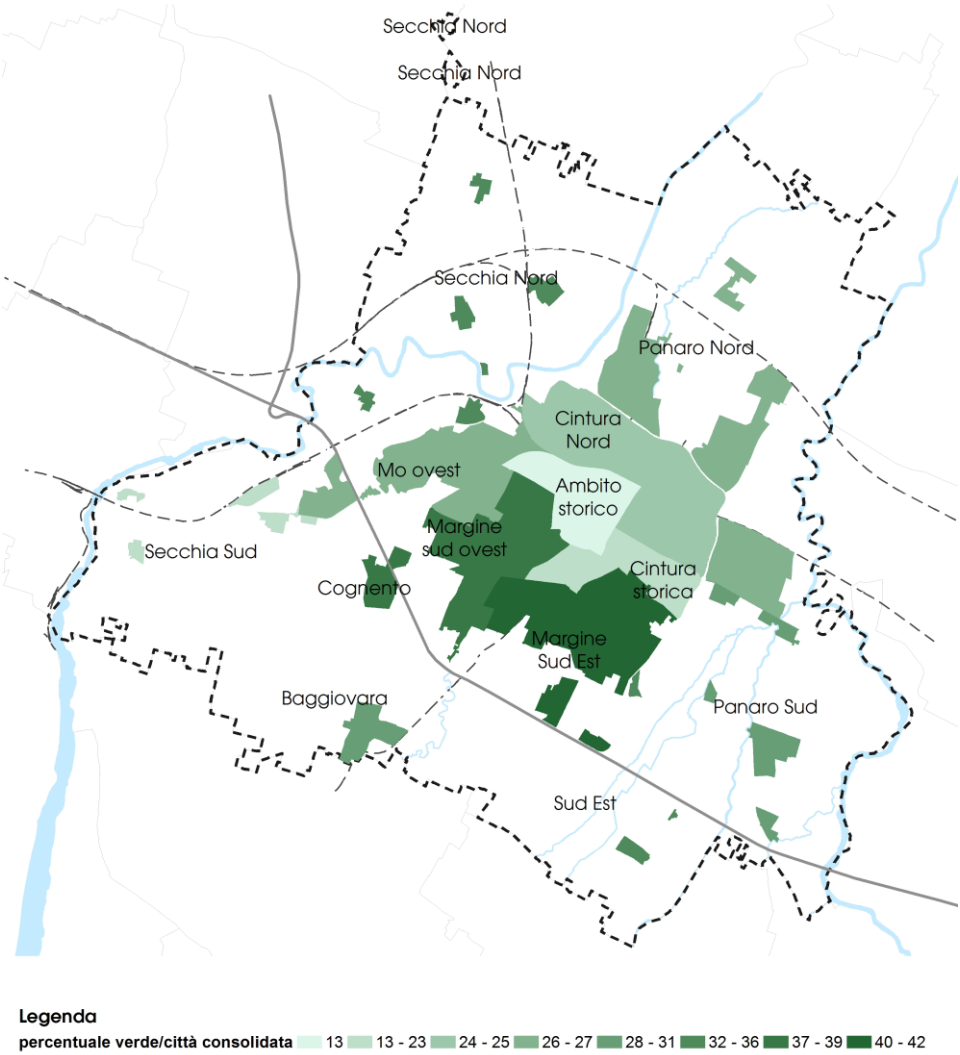 Secchia Nord
Secchia Nord
Secchia Nord
Panaro Nord
Cintura
Nord
Mo ovest
Ambito
storico
Margine
sud ovest
Secchia Sud
Cintura
storica
Cognento
Margine
Sud Est
Baggiovara
Panaro Sud
Sud Est
Legenda
percentuale verde/città consolidata 13 13 - 23 24 - 25 26 - 27 28 - 31 32 - 36 37 - 39 40 - 42